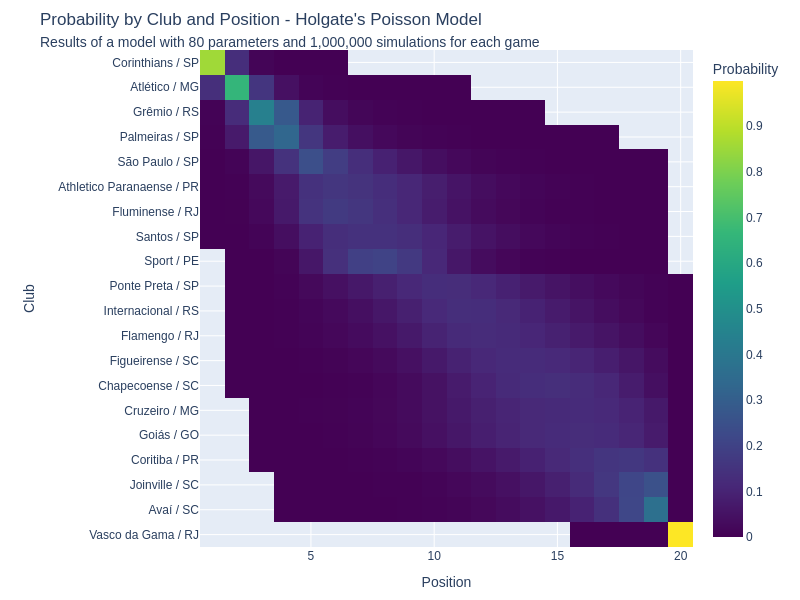 Probability by Club and Position - Holgate's Poisson Model
Results of a model with 80 parameters and 1,000,000 simulations for each game
Probability
Club
Corinthians / SP
Atlético / MG
Grêmio / RS
Palmeiras / SP
São Paulo / SP
Athletico Paranaense / PR
Fluminense / RJ
Santos / SP
Sport / PE
Ponte Preta / SP
Internacional / RS
Flamengo / RJ
Figueirense / SC
Chapecoense / SC
Cruzeiro / MG
Goiás / GO
Coritiba / PR
Joinville / SC
Avaí / SC
Vasco da Gama / RJ
0.9
0.8
0.7
0.6
0.5
0.4
0.3
0.2
0.1
0
5 10 15 20
Position